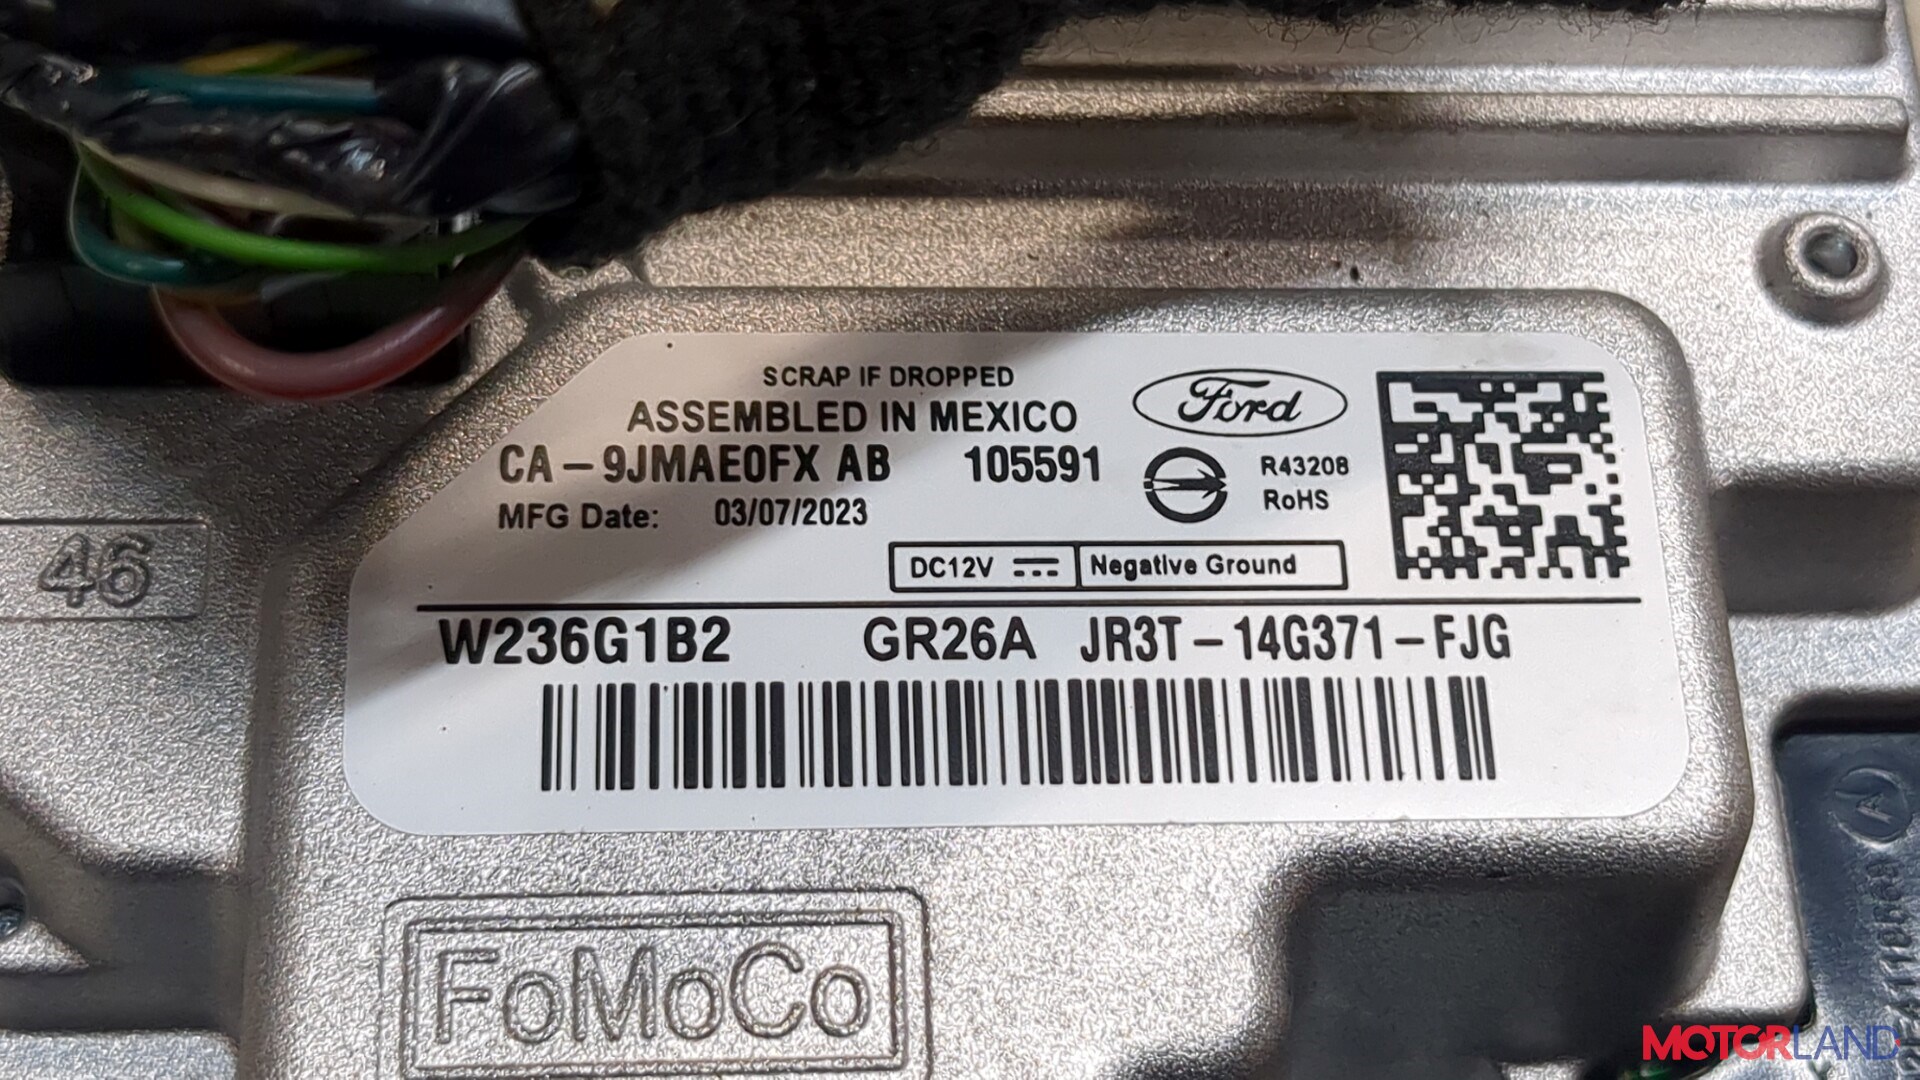 SCRAP IF DROPPED
ASSEMBLED IN MEXICO
Ford
CA-9JMAE0FX AB 105591
R43208
RoHS
MFG Date: 03/07/2023
DC12V
Negative Ground
W236G1B2 GR26A JR3T-14G371-FJG
46
FoMoCo
A
MOTORLAND